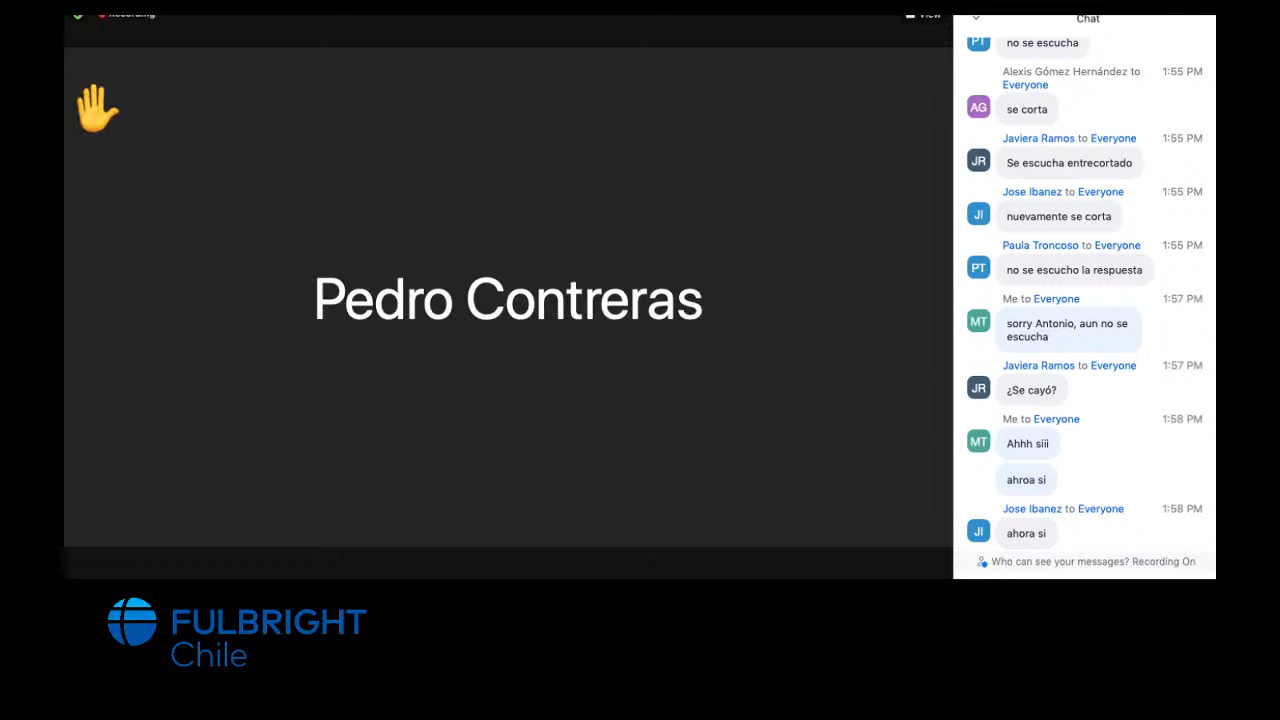 Recording
View
Chat
PT
no se escucha
Alexis Gómez Hernández to
Everyone
1:55 PM
AG
se corta
Javiera Ramos to Everyone
1:55 PM
JR
Se escucha entrecortado
Jose Ibanez to Everyone
1:55 PM
JI
nuevamente se corta
Paula Troncoso to Everyone
1:55 PM
PT
no se escucho la respuesta
Me to Everyone
1:57 PM
MT
sorry Antonio, aun no se
escucha
Javiera Ramos to Everyone
1:57 PM
JR
¿Se cayó?
Me to Everyone
1:58 PM
MT
Ahhh siii
ahroa si
Jose Ibanez to Everyone
1:58 PM
JI
ahora si
Who can see your messages? Recording On
Pedro Contreras
FULBRIGHT
Chile